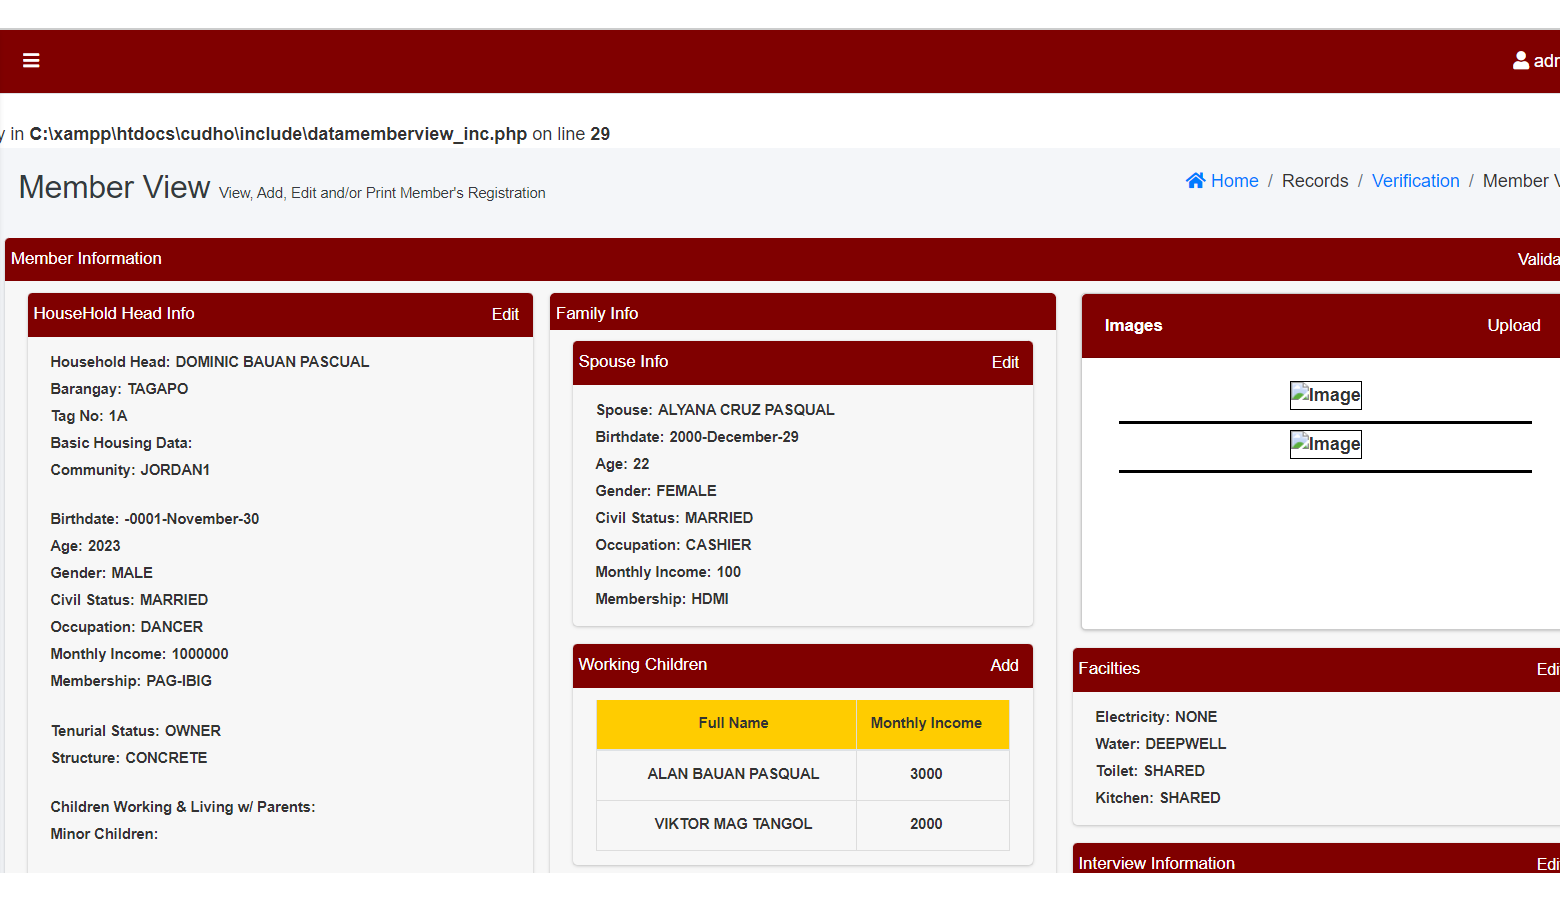 adr
y in C:\xampp\htdocs\cudho\include\datamemberview_inc.php on line 29
Member View View, Add, Edit and/or Print Member's Registration
Home / Records / Verification / Member V
Member Information
Valida
HouseHold Head Info
Edit
Household Head: DOMINIC BAUAN PASCUAL
Barangay: TAGAPO
Tag No: 1A
Basic Housing Data:
Community: JORDAN1
Birthdate: -0001-November-30
Age: 2023
Gender: MALE
Civil Status: MARRIED
Occupation: DANCER
Monthly Income: 1000000
Membership: PAG-IBIG
Tenurial Status: OWNER
Structure: CONCRETE
Children Working & Living w/ Parents:
Minor Children:
Family Info
Spouse Info
Edit
Spouse: ALYANA CRUZ PASQUAL
Birthdate: 2000-December-29
Age: 22
Gender: FEMALE
Civil Status: MARRIED
Occupation: CASHIER
Monthly Income: 100
Membership: HDMI
Working Children
Add
Full Name
Monthly Income
ALAN BAUAN PASQUAL
3000
VIKTOR MAG TANGOL
2000
Images
Upload
Image
Image
Facilties
Edi
Electricity: NONE
Water: DEEPWELL
Toilet: SHARED
Kitchen: SHARED
Interview Information
Edi